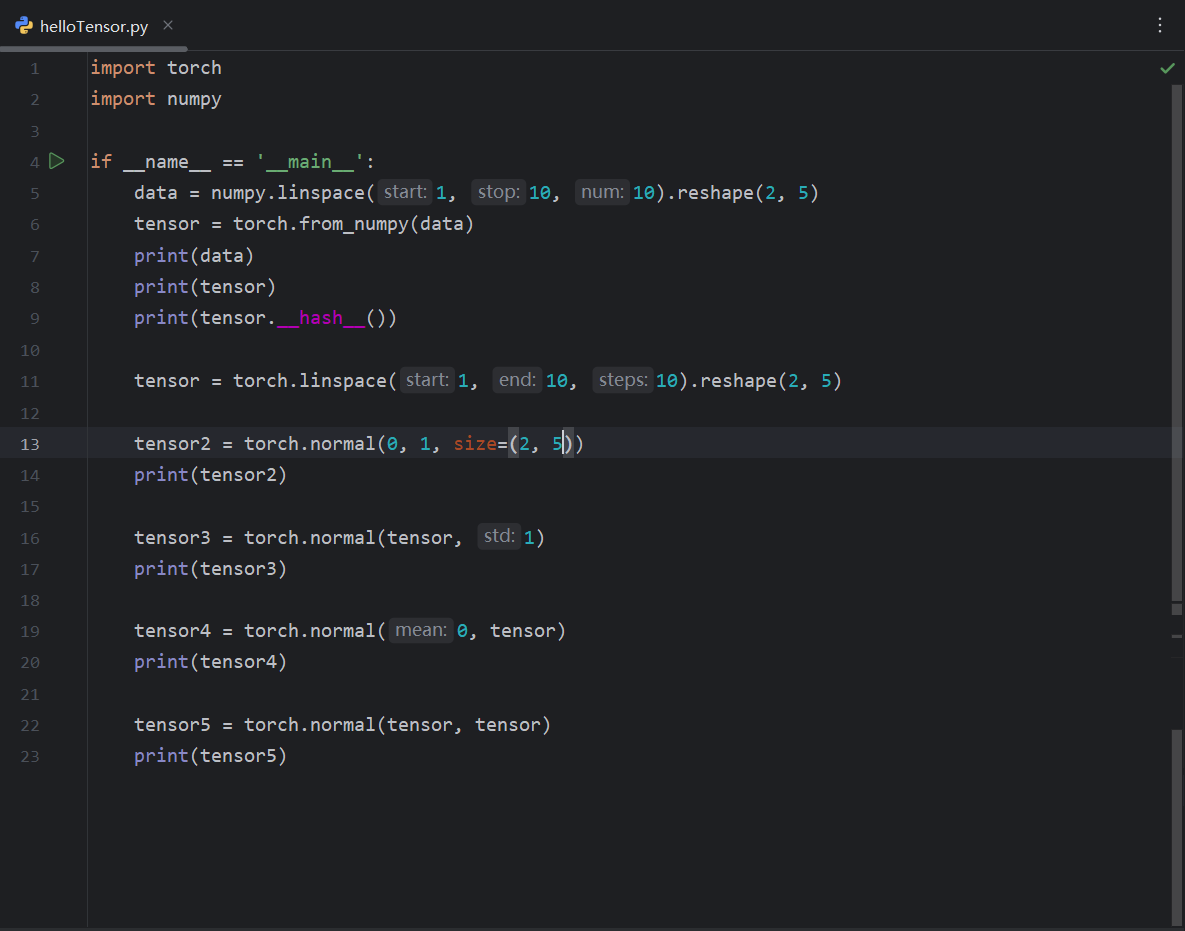 helloTensor.py
1 import torch
2 import numpy
3
4 if __name__ == '__main__':
5 data = numpy.linspace( start: 1, stop: 10, num: 10).reshape(2, 5)
6 tensor = torch.from_numpy(data)
7 print(data)
8 print(tensor)
9 print(tensor.__hash__())
10
11 tensor = torch.linspace( start: 1, end: 10, steps: 10).reshape(2, 5)
12
13 tensor2 = torch.normal(0, 1, size=(2, 5))
14 print(tensor2)
15
16 tensor3 = torch.normal(tensor, std: 1)
17 print(tensor3)
18
19 tensor4 = torch.normal( mean: 0, tensor)
20 print(tensor4)
21
22 tensor5 = torch.normal(tensor, tensor)
23 print(tensor5)